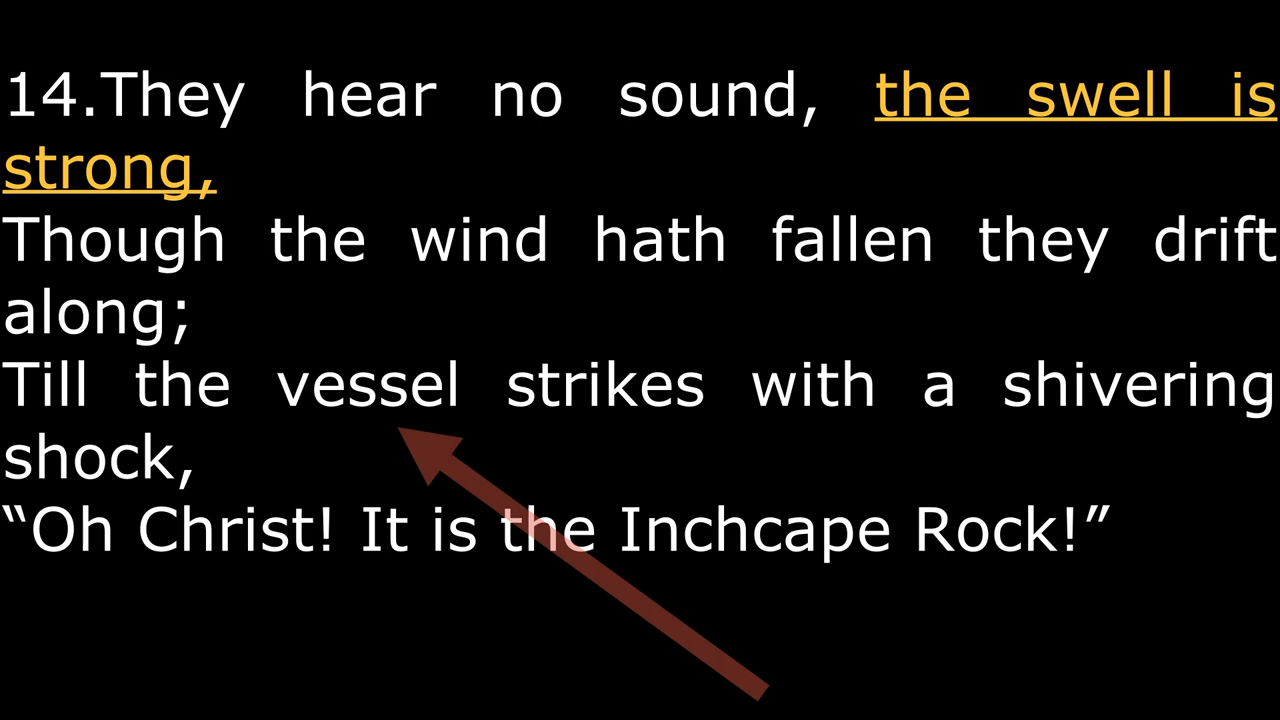 14.They hear no sound, the swell is
strong,
Though the wind hath fallen they drift
along;
Till the vessel strikes with a shivering
shock,
“Oh Christ! It is the Inchcape Rock!”